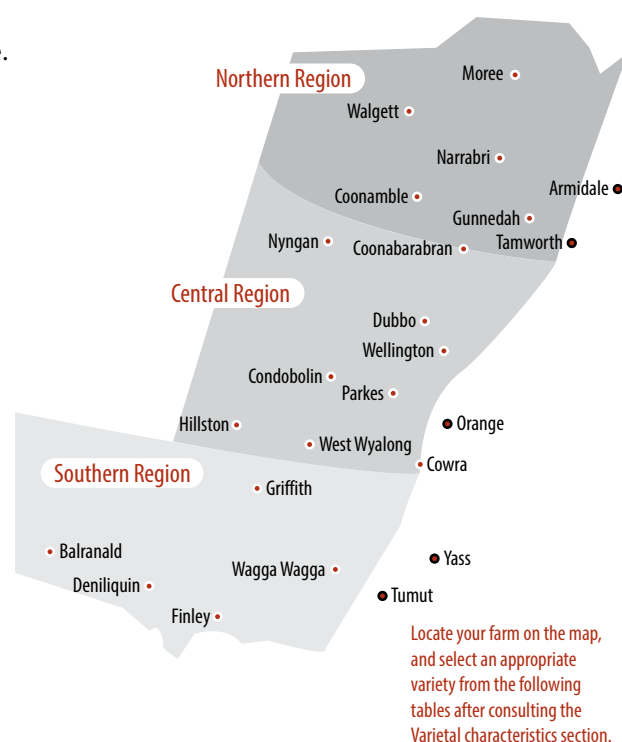 e.
Northern Region
Moree
Walgett
Narrabri
Armidale
Coonamble
Gunnedah
Nyngan
Coonabarabran
Tamworth
Central Region
Dubbo
Wellington
Condobolin
Parkes
Hillston
Orange
West Wyalong
Cowra
Southern Region
Griffith
Balranald
Yass
Wagga Wagga
Deniliquin
Tumut
Finley
Locate your farm on the map,
and select an appropriate
variety from the following
tables after consulting the
Varietal characteristics section.